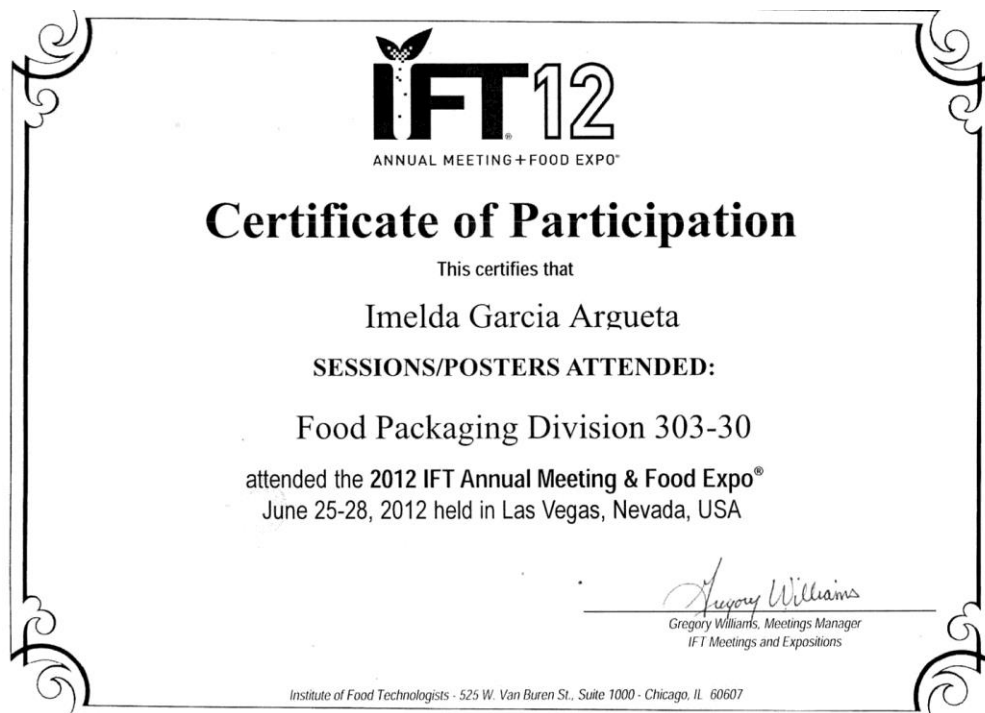 IFT® 12
ANNUAL MEETING+FOOD EXPO®
Certificate of Participation
This certifies that
Imelda Garcia Argueta
SESSIONS/POSTERS ATTENDED:
Food Packaging Division 303-30
attended the 2012 IFT Annual Meeting & Food Expo®
June 25-28, 2012 held in Las Vegas, Nevada, USA
Gregory Williams
Gregory Williams, Meetings Manager
IFT Meetings and Expositions
Institute of Food Technologists - 525 W. Van Buren St., Suite 1000 - Chicago, IL 60607